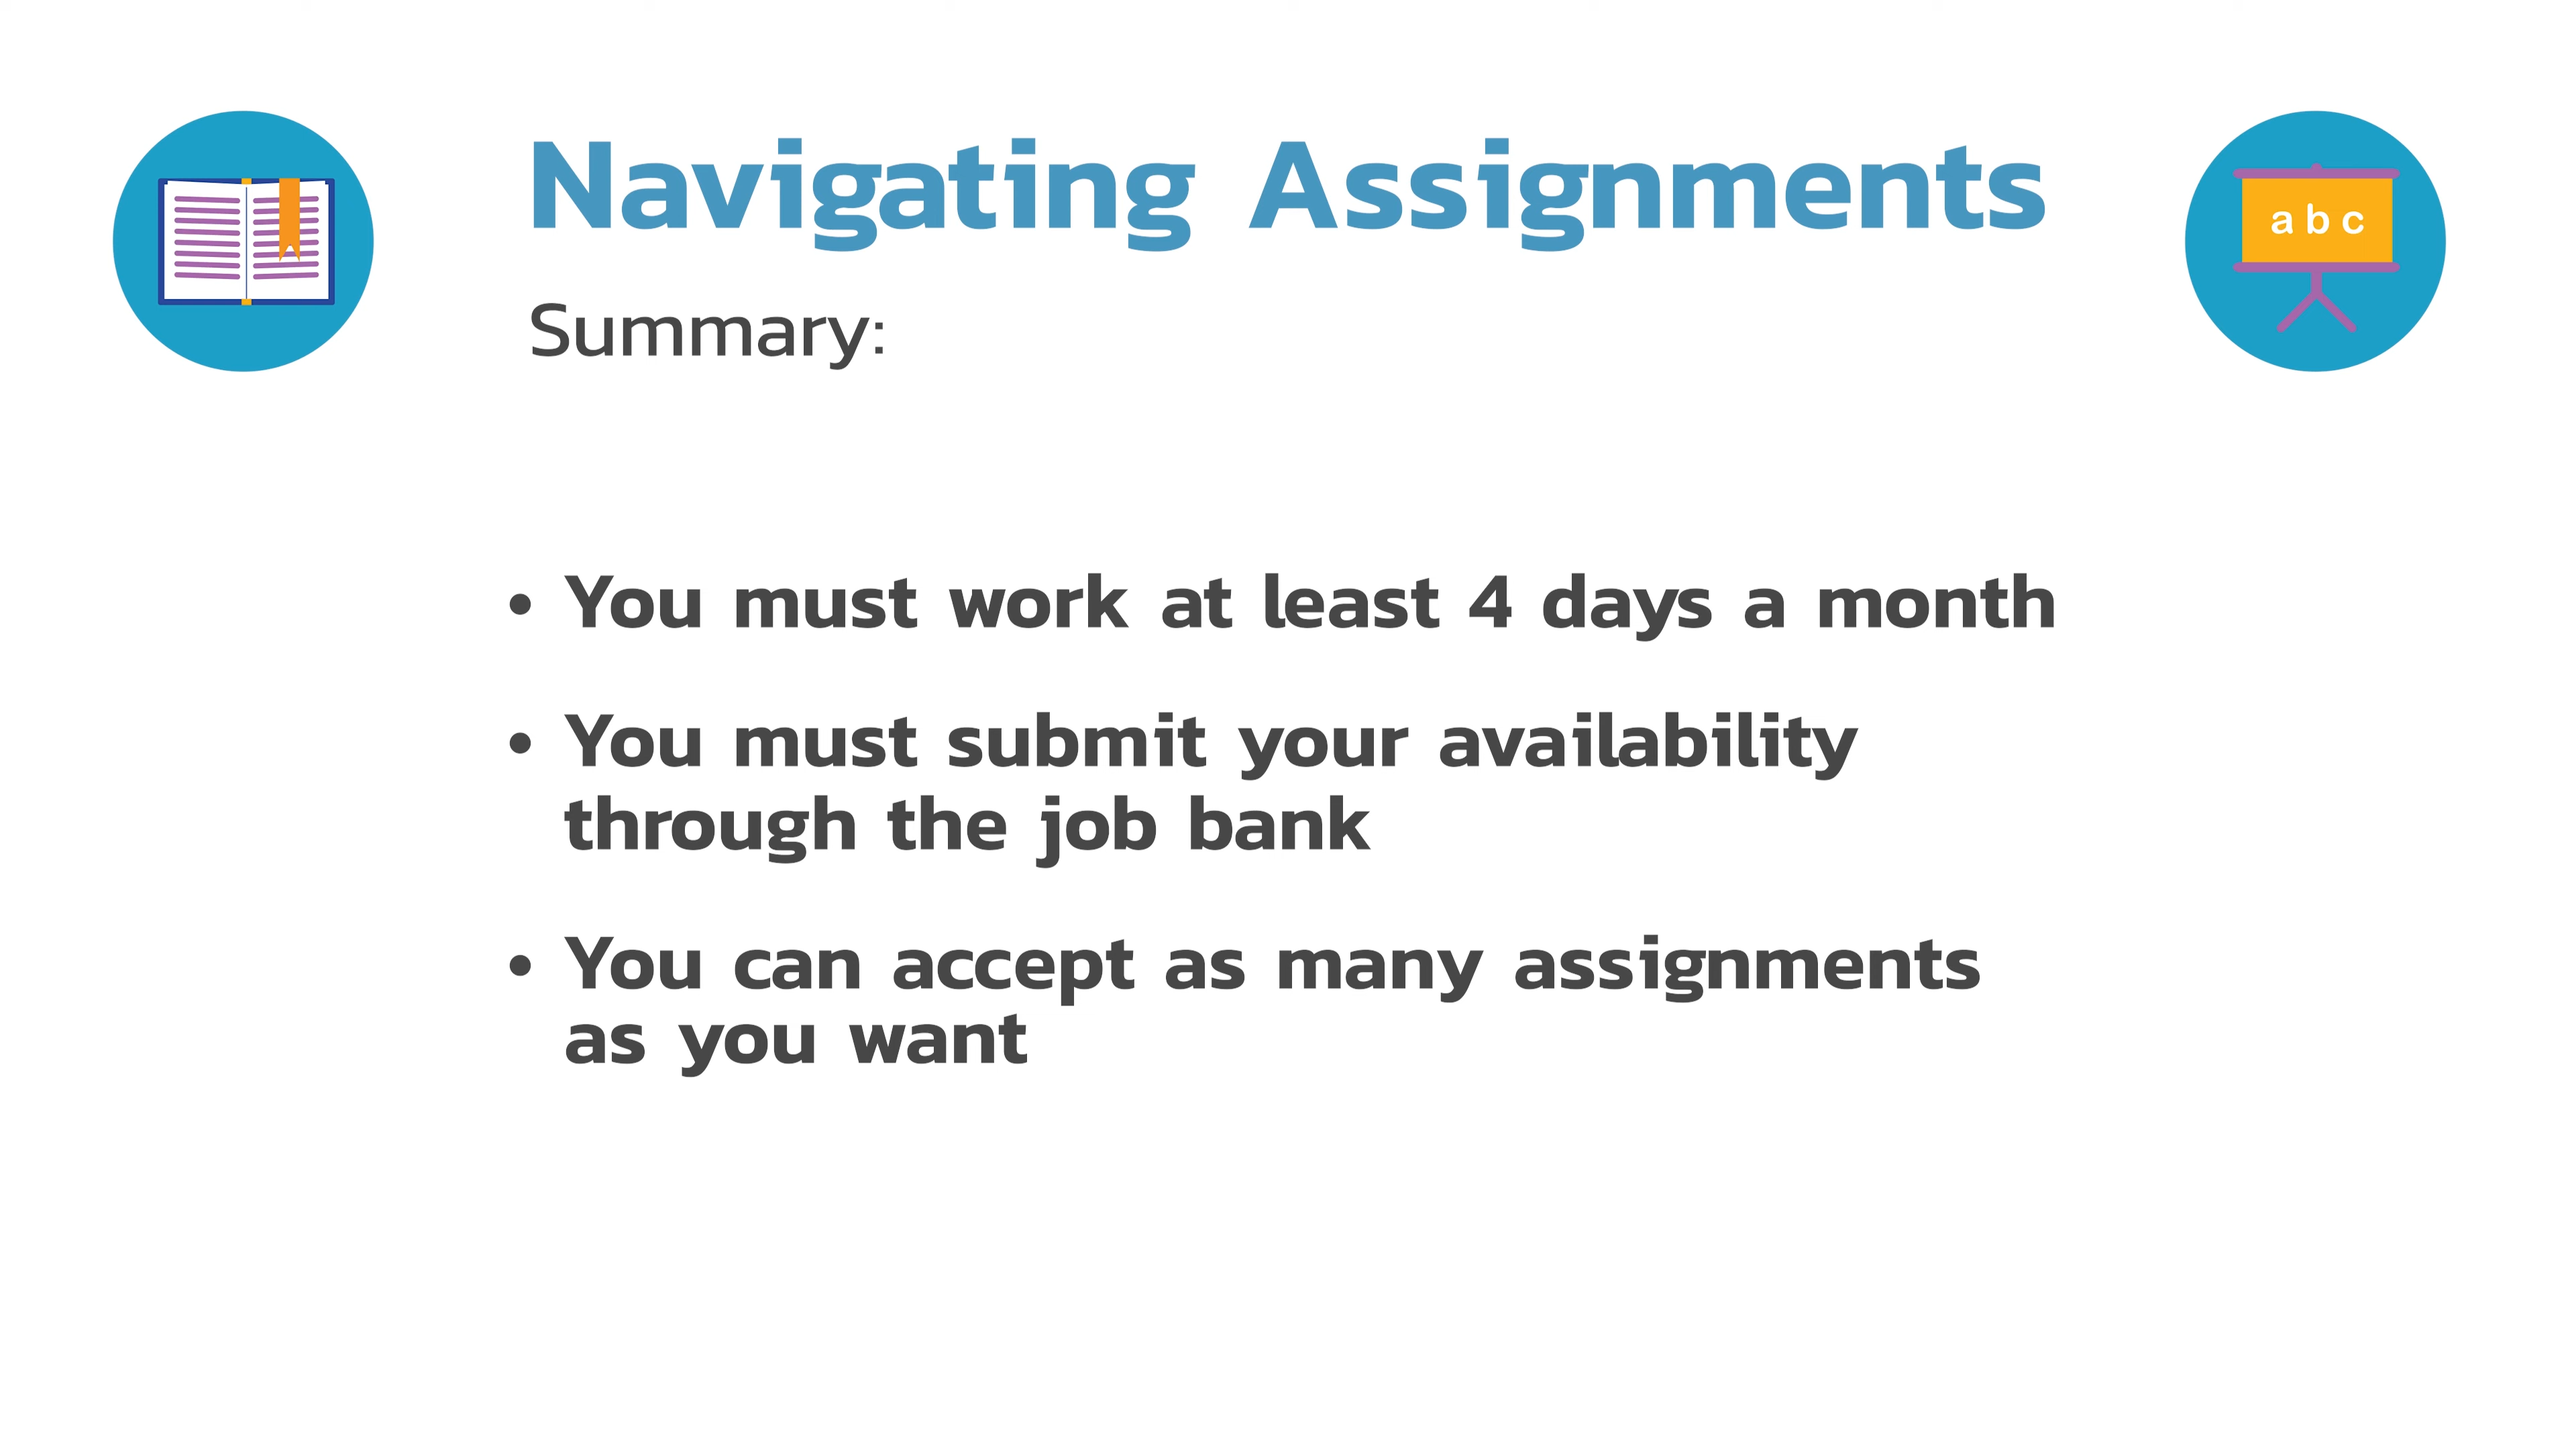 Navigating Assignments
a b c
Summary:
• You must work at least 4 days a month
• You must submit your availability
through the job bank
• You can accept as many assignments
as you want